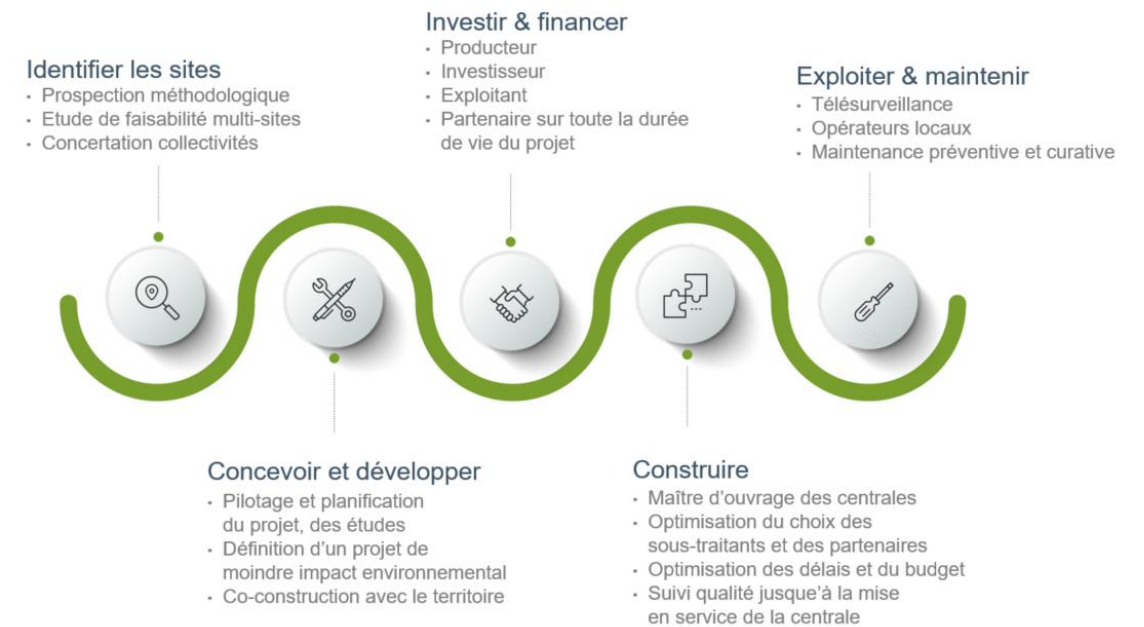 Identifier les sites
· Prospection méthodologique
· Etude de faisabilité multi-sites
· Concertation collectivités
Concevoir et développer
· Pilotage et planification
du projet, des études
· Définition d'un projet de
moindre impact environnemental
· Co-construction avec le territoire
Investir & financer
· Producteur
· Investisseur
· Exploitant
· Partenaire sur toute la durée
de vie du projet
Construire
· Maître d'ouvrage des centrales
· Optimisation du choix des
sous-traitants et des partenaires
· Optimisation des délais et du budget
· Suivi qualité jusque'à la mise
en service de la centrale
Exploiter & maintenir
· Télésurveillance
· Opérateurs locaux
· Maintenance préventive et curative